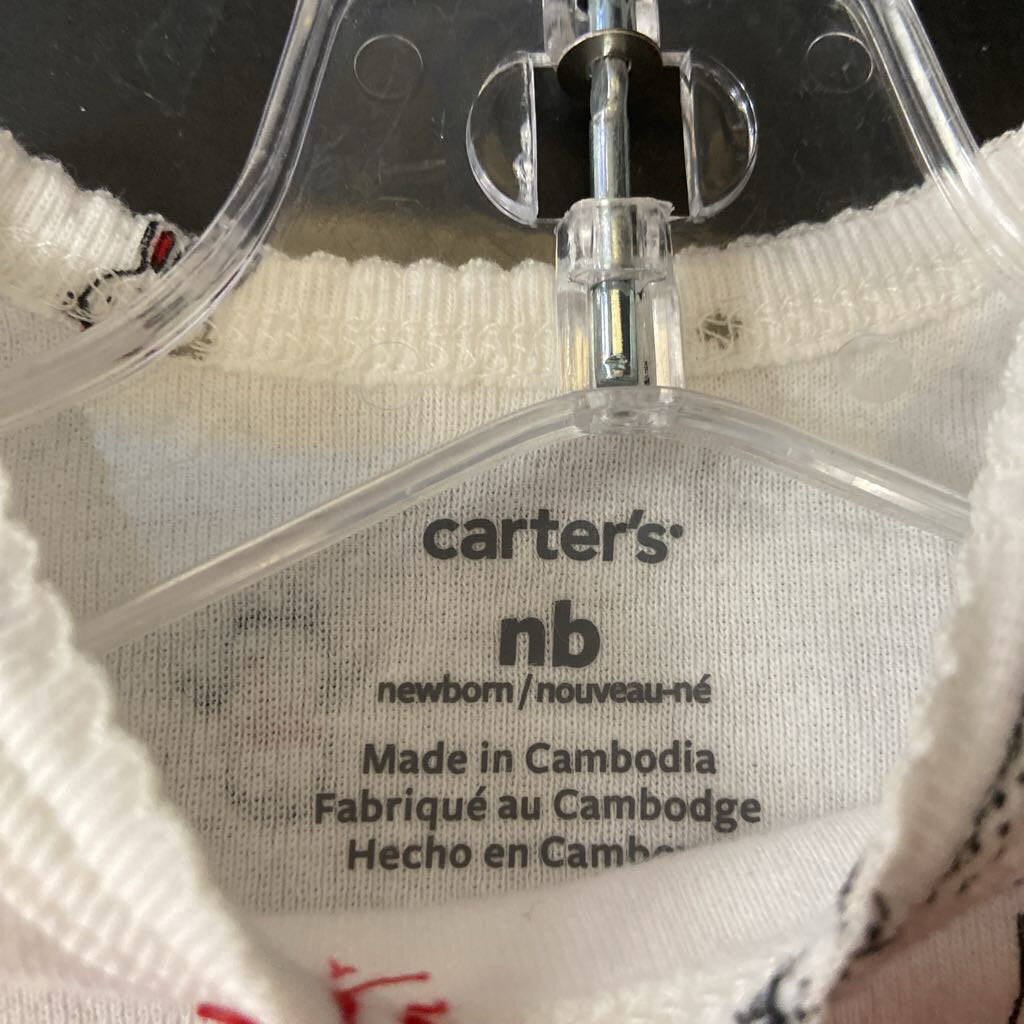 carter's
nb
newborn/nouveau-né
Made in Cambodia
Fabriqué au Cambodge
Hecho en